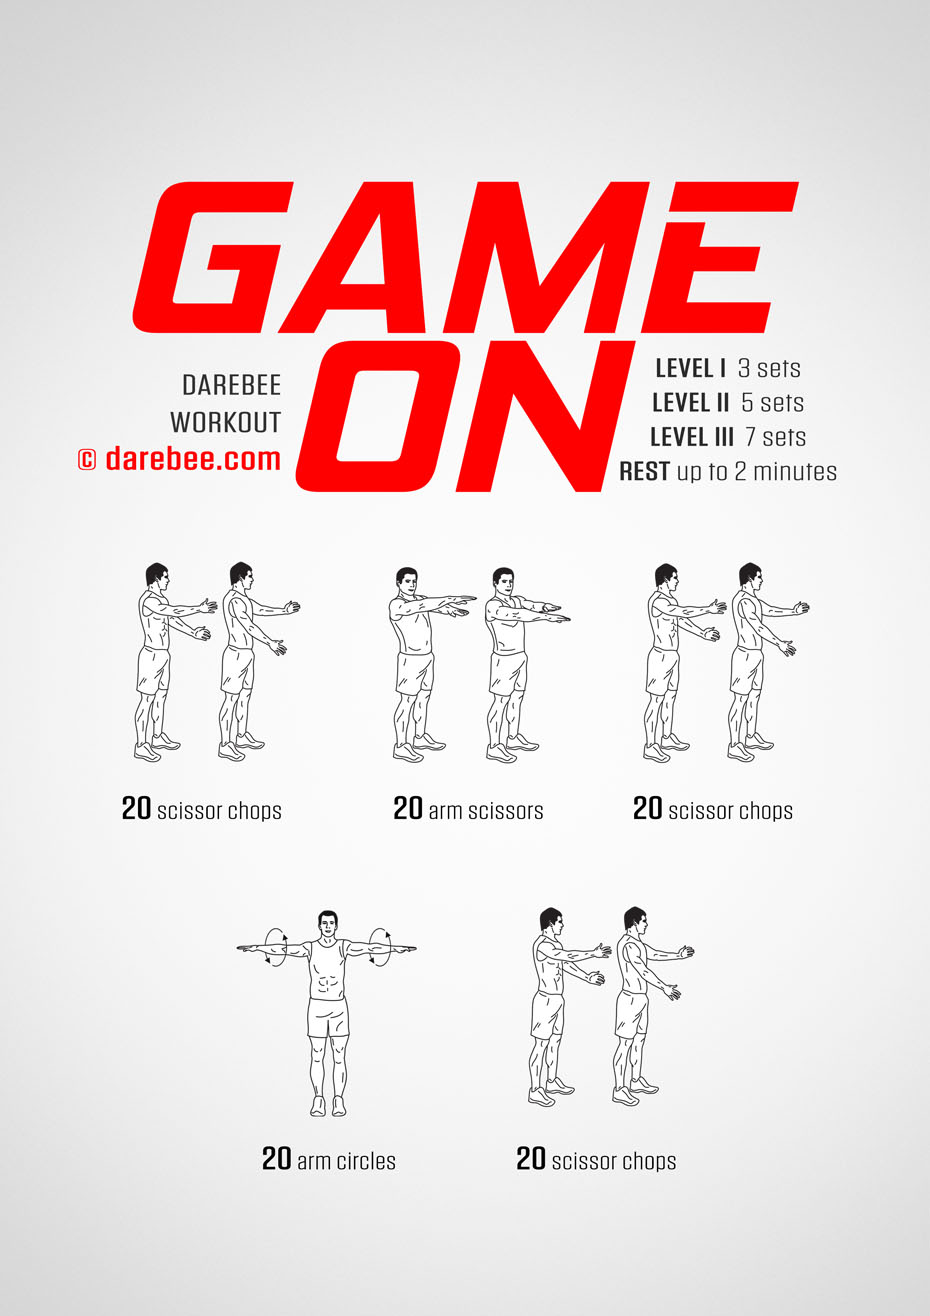 GAME
ON
DAREBEE
WORKOUT
© darebee.com
LEVEL I 3 sets
LEVEL II 5 sets
LEVEL III 7 sets
REST up to 2 minutes
20 scissor chops
20 arm scissors
20 scissor chops
20 arm circles
20 scissor chops